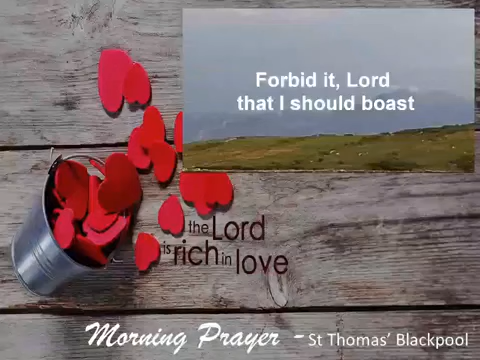 Forbid it, Lord
that I should boast
the Lord
is rich in love
Morning Prayer - St Thomas' Blackpool